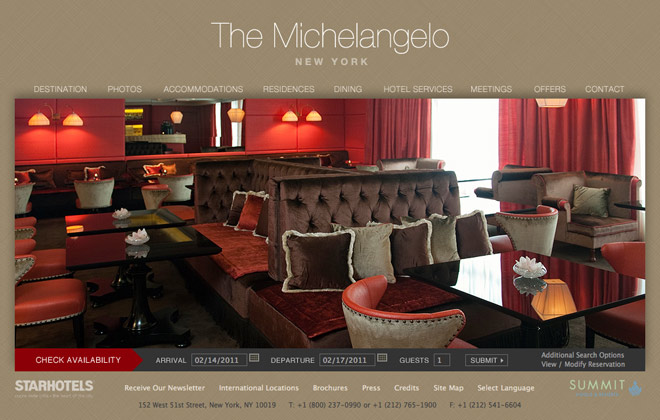 The Michelangelo
NEW YORK
DESTINATION PHOTOS ACCOMMODATIONS RESIDENCES DINING HOTEL SERVICES MEETINGS OFFERS CONTACT
CHECK AVAILABILITY ARRIVAL 02/14/2011 DEPARTURE 02/17/2011 GUESTS 1 SUBMIT
Additional Search Options
View / Modify Reservation
STARHOTELS Receive Our Newsletter International Locations Brochures Press Credits Site Map Select Language SUMMIT
152 West 51st Street, New York, NY 10019 T: +1 (800) 237-0990 or +1 (212) 765-1900 F: +1 (212) 541-6604